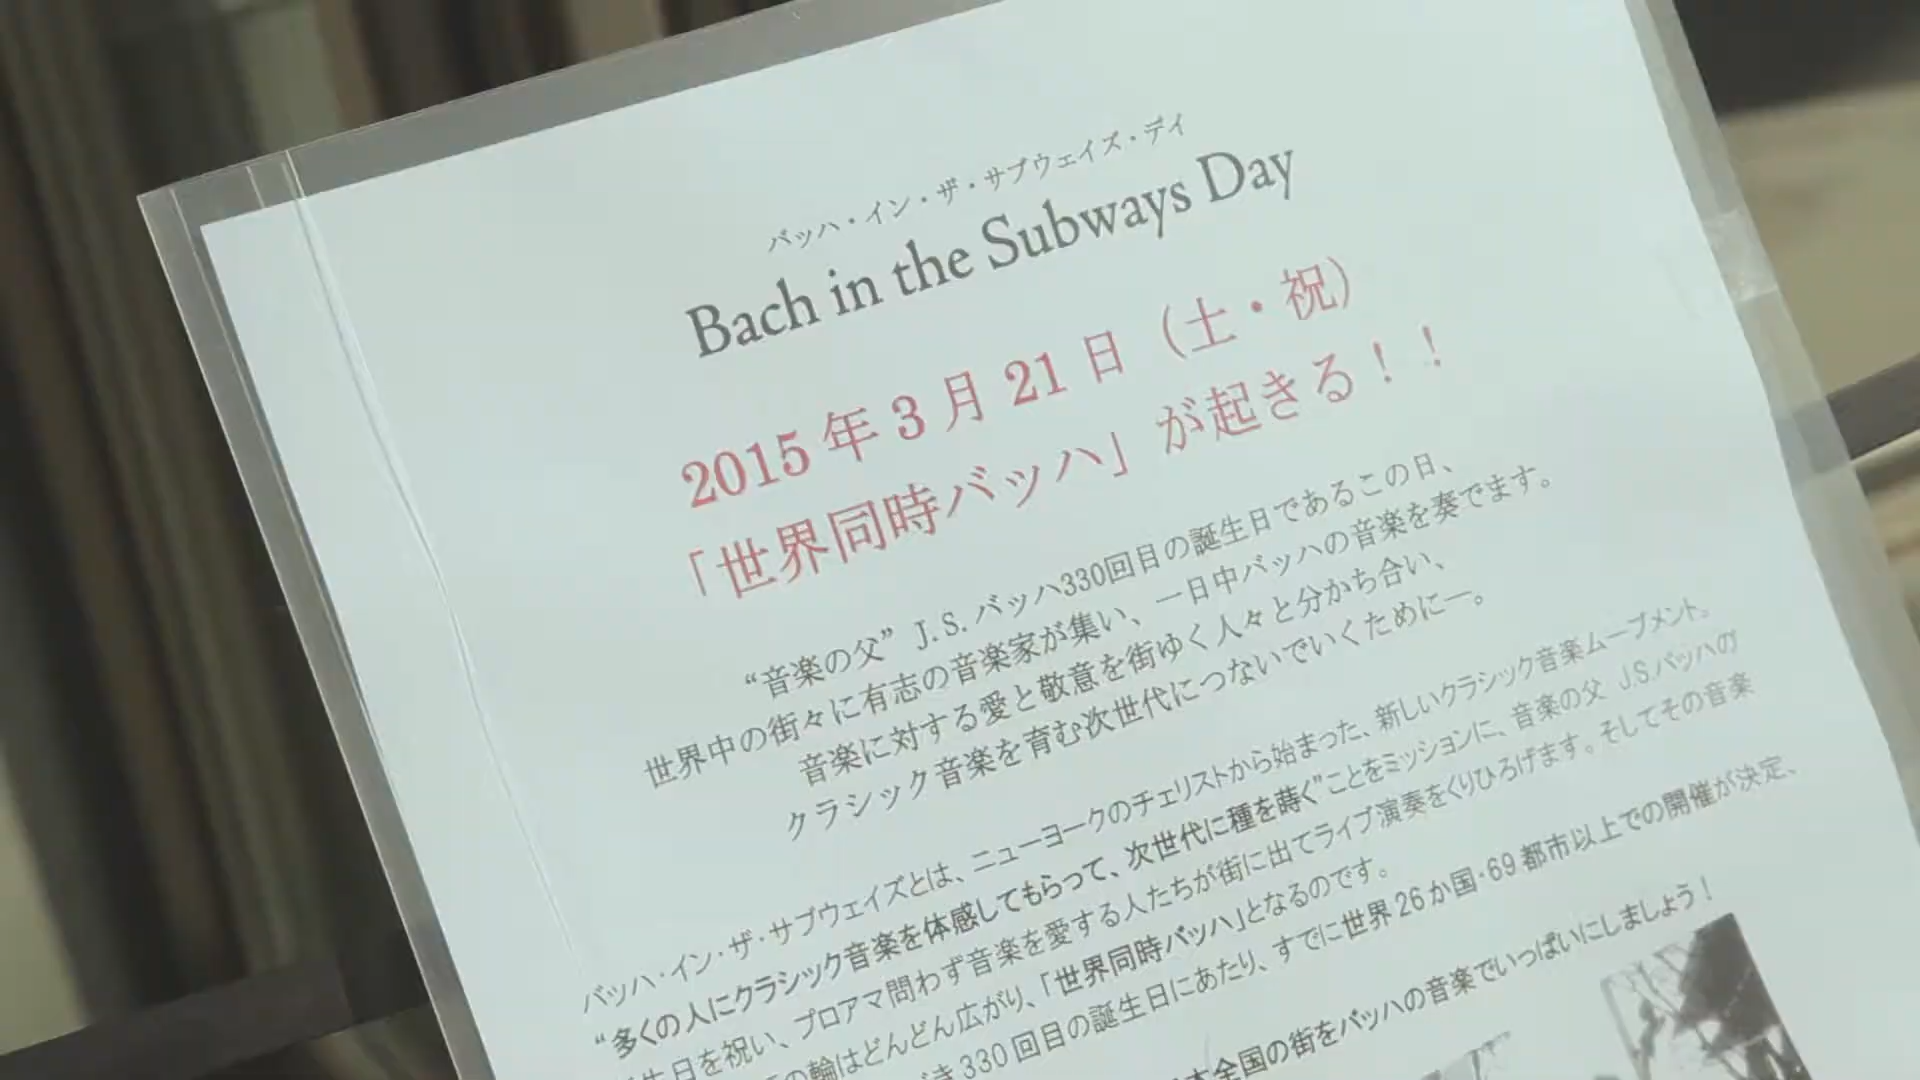 バッハ・イン・ザ・サブウェイズ・デイ
Bach in the Subways Day
2015年3月21日（土・祝）
「世界同時バッハ」が起きる！！
“音楽の父” J.S.バッハ330回目の誕生日であるこの日、
世界中の街々に有志の音楽家が集い、一日中バッハの音楽を奏でます。
音楽に対する愛と敬意を街ゆく人々と分かち合い、
クラシック音楽を育む次世代につないでいくために―。
バッハ・イン・ザ・サブウェイズとは、ニューヨークのチェリストから始まった、新しいクラシック音楽ムーブメント。
“多くの人にクラシック音楽を体感してもらって、次世代に種を蒔く”ことをミッションに、音楽の父 J.S.バッハの
生日を祝い、プロアマ問わず音楽を愛する人たちが街に出てライブ演奏をくりひろげます。そしてその音楽
の輪はどんどん広がり、「世界同時バッハ」となるのです。
330回目の誕生日にあたり、すでに世界26か国・69都市以上での開催が決定、
全国の街をバッハの音楽でいっぱいにしましょう！